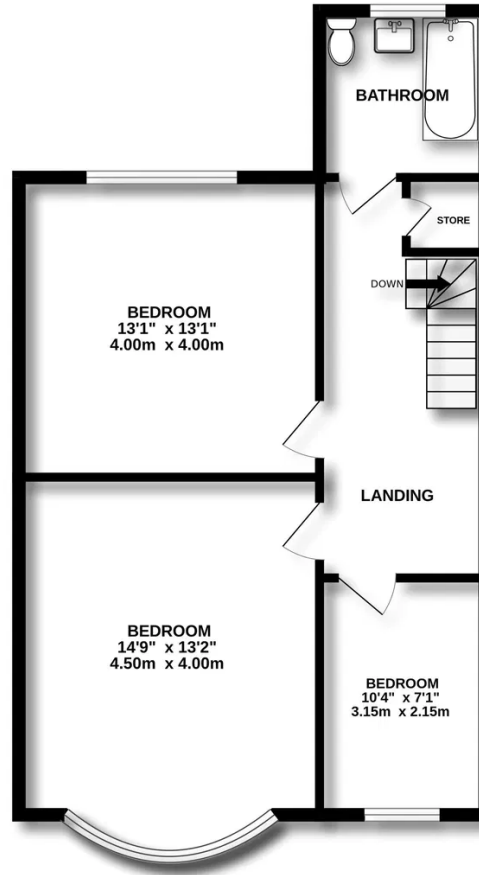 BATHROOM
STORE
DOWN
BEDROOM
13'1" x 13'1"
4.00m x 4.00m
LANDING
BEDROOM
14'9" x 13'2"
4.50m x 4.00m
BEDROOM
10'4" x 7'1"
3.15m x 2.15m